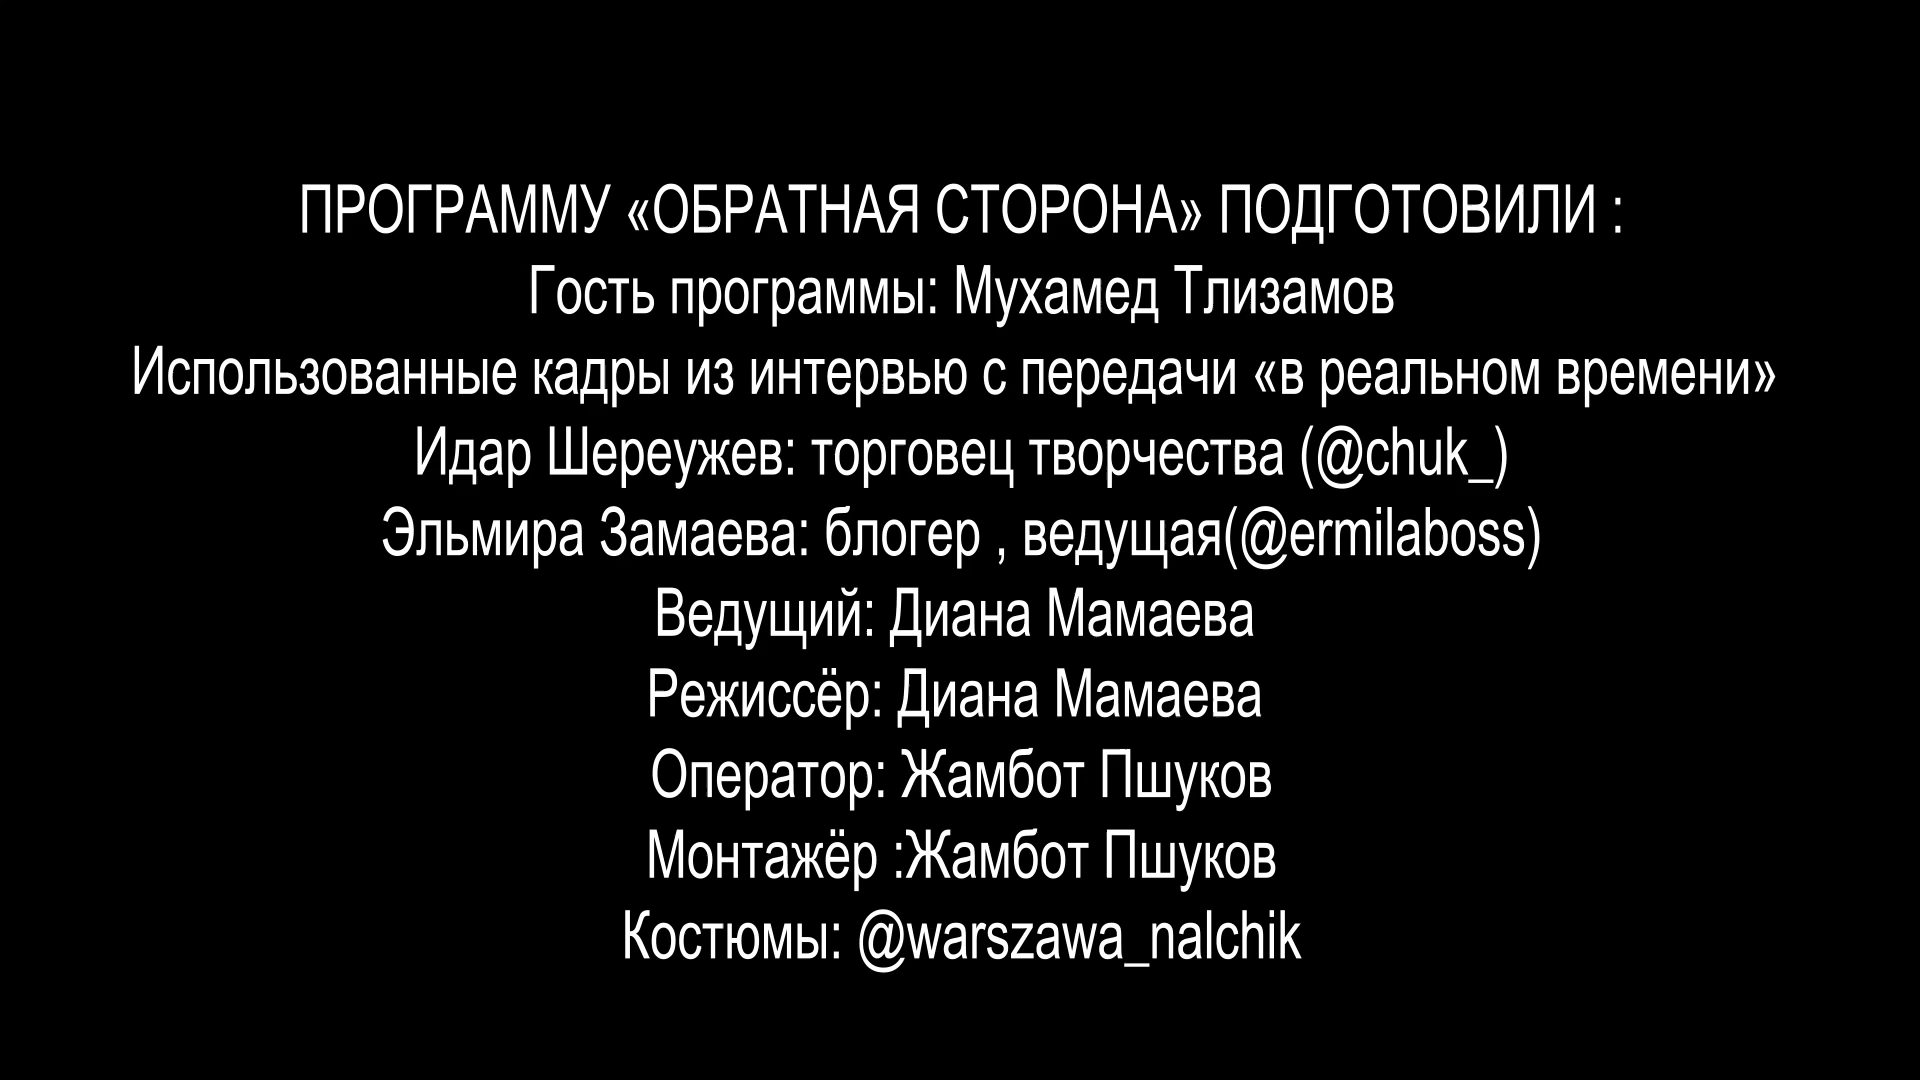 ПРОГРАММУ «ОБРАТНАЯ СТОРОНА» ПОДГОТОВИЛИ :
Гость программы: Мухамед Тлизамов
Использованные кадры из интервью с передачи «в реальном времени»
Идар Шереужев: торговец творчества (@chuk_)
Эльмира Замаева: блогер , ведущая(@ermilaboss)
Ведущий: Диана Мамаева
Режиссёр: Диана Мамаева
Оператор: Жамбот Пшуков
Монтажёр :Жамбот Пшуков
Костюмы: @warszawa_nalchik